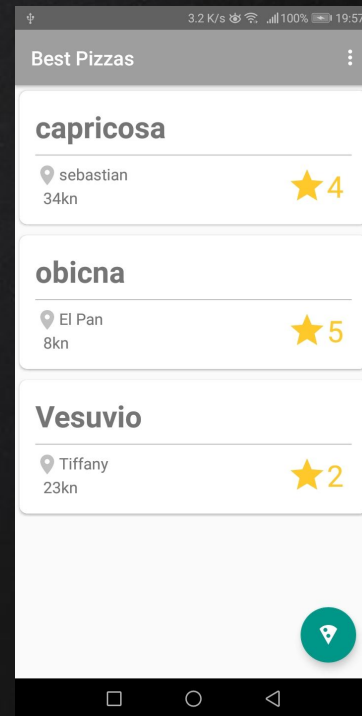 3.2 K/s 100% 19:57
Best Pizzas
capricosa
sebastian
34kn
4
obicna
El Pan
8kn
5
Vesuvio
Tiffany
23kn
2